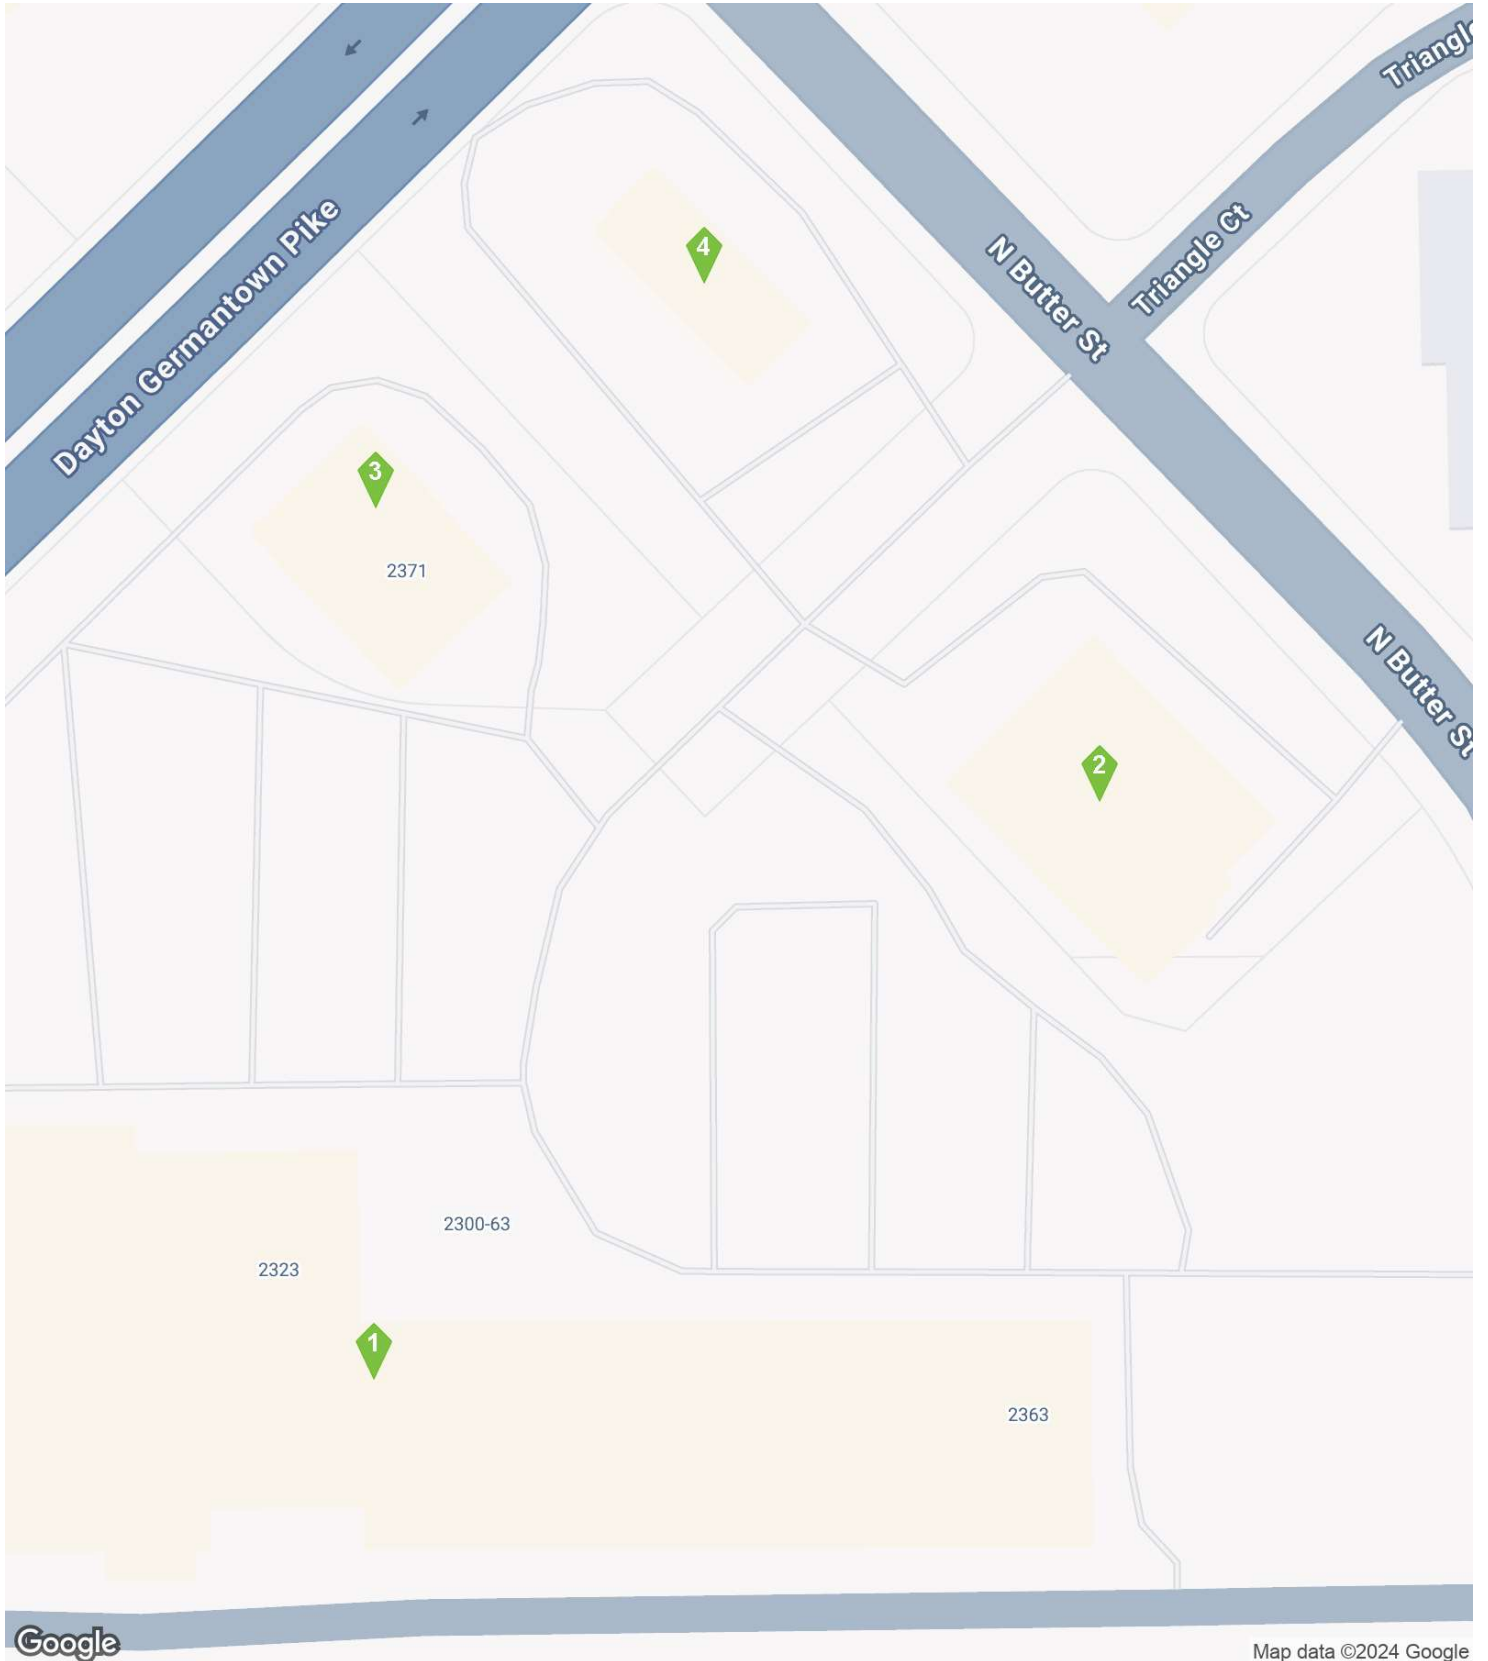 Triangle
Dayton Germantown Pike
4
N Butter St
Triangle Ct
3
2371
N Butter St
2
2300-63
2323
1
2363
Google
Map data ©2024 Google